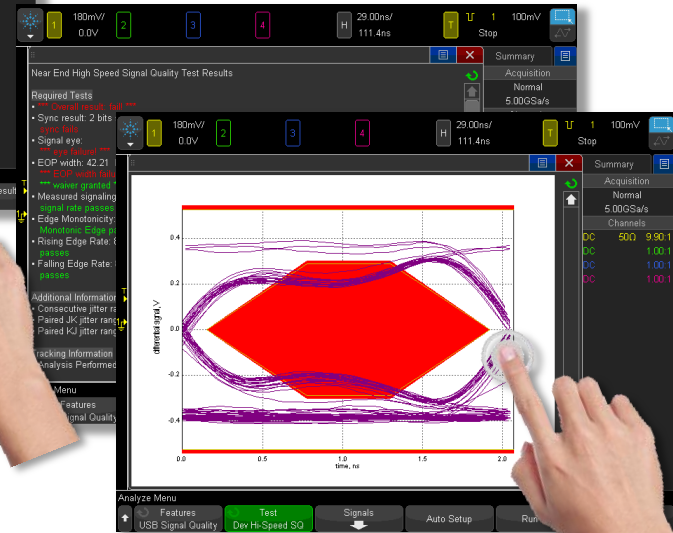 1
180mV/
0.0V
2
3
4
H
29.00ns/
111.4ns
T
1
100mV
Stop
Summary
Near End High Speed Signal Quality Test Results
Acquisition
Normal
5.00GSa/s
Required Tests
*** Overall result: fail! ***
Sync result: 2 bits
sync fails
Signal eye:
*** eye failure! ***
EOP width: 42.21
*** EOP width fails
*** waiver granted *
Measured signaling
signal rate passes
Edge Monotonicity:
Monotonic Edge pa
Rising Edge Rate: 8
passes
Falling Edge Rate: 8
passes
Additional Information
Consecutive jitter ra
Paired JK jitter rang
Paired KJ jitter rang
Tracking Information
Analysis Performed
Menu
Features
Signal Quality
1
180mV/
0.0V
2
3
4
H
29.00ns/
111.4ns
T
1
100mV
Stop
Summary
Acquisition
Normal
5.00GSa/s
Channels
DC 50Ω 9.90:1
DC 1.00:1
DC 1.00:1
DC 1.00:1
differential signal, V
0.4
0.2
0.0
-0.2
-0.4
0.0 0.5 1.0 1.5 2.0
time, ns
Analyze Menu
Features
USB Signal Quality
Test
Dev Hi-Speed SQ
Signals
Auto Setup
Run